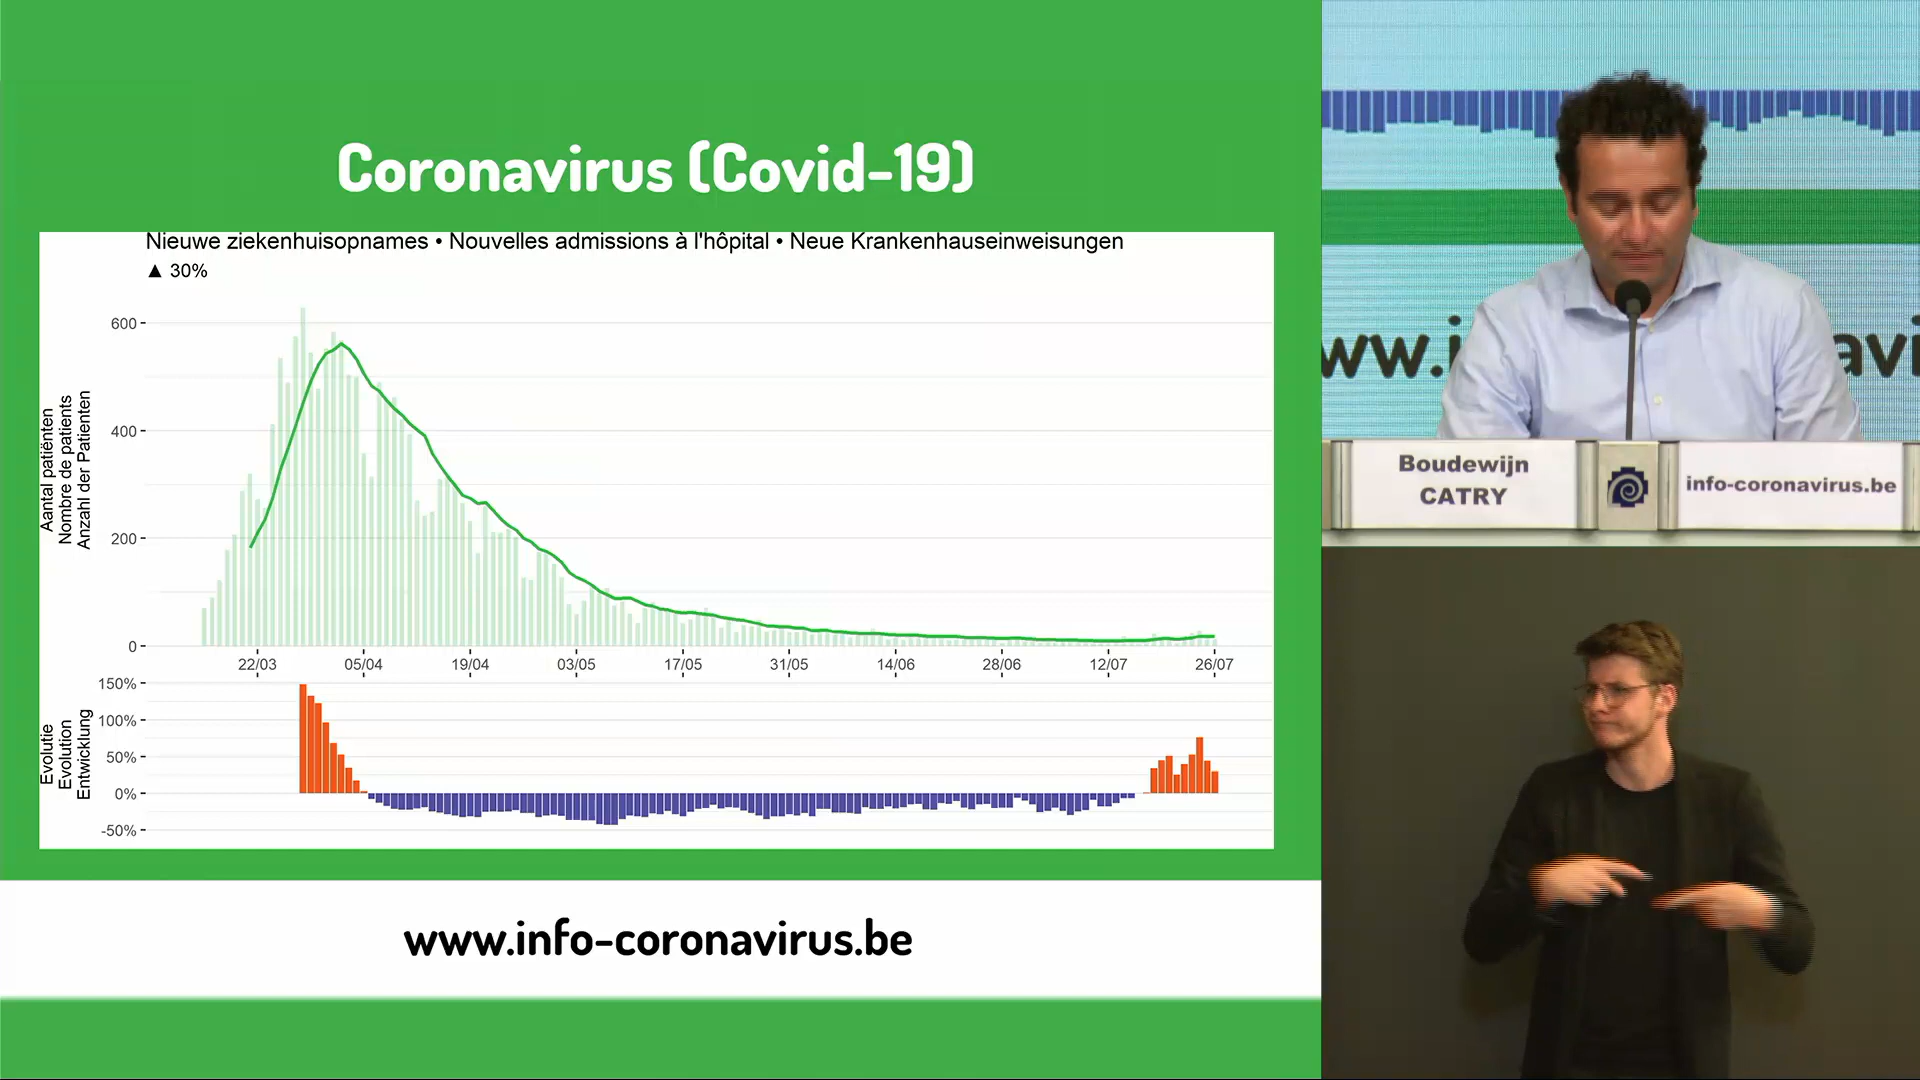 Coronavirus (Covid-19)
Nieuwe ziekenhuisopnames • Nouvelles admissions à l'hôpital • Neue Krankenhauseinweisungen
▲ 30%
Aantal patiënten
Nombre de patients
Anzahl der Patienten
600
400
200
0
22/03 05/04 19/04 03/05 17/05 31/05 14/06 28/06 12/07 26/07
Evolutie
Evolution
Entwicklung
150%
100%
50%
0%
-50%
www.info-coronavirus.be
ww.i
avi
Boudewijn
CATRY
info-coronavirus.be